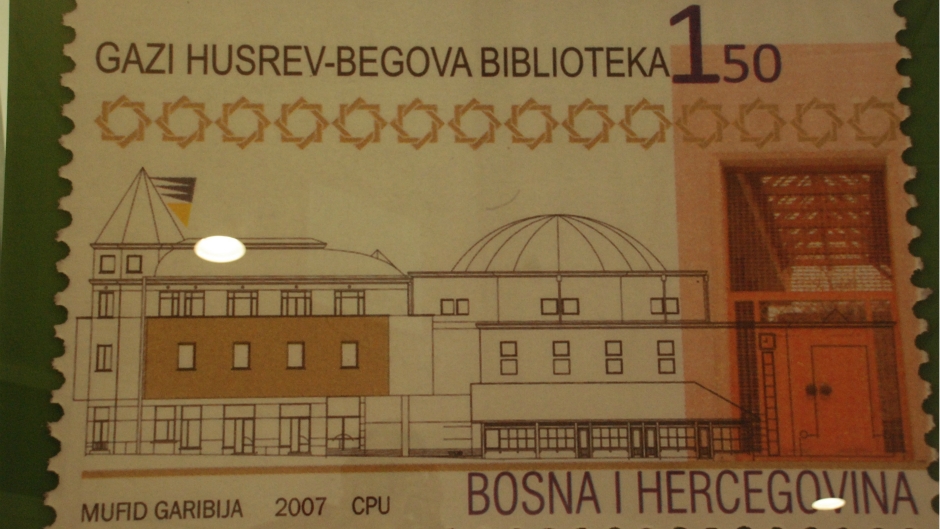 GAZI HUSREV-BEGOVA BIBLIOTEKA 1 50
MUFID GARIBIJA 2007 CPU
BOSNA I HERCEGOVINA